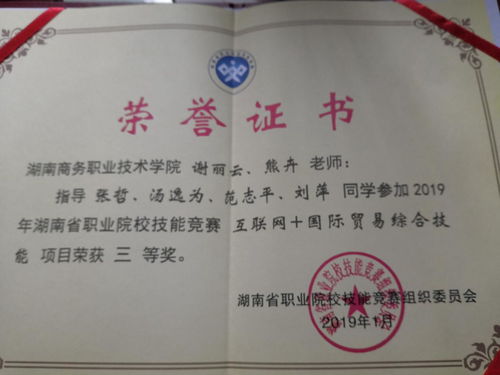 荣誉证书
湖南商务职业技术学院 谢丽云、熊卉 老师：
指导 张哲、汤逸为、范志平、刘萍 同学参加2019
年湖南省职业院校技能竞赛 互联网＋国际贸易综合技
能 项目荣获 三 等奖。
湖南省职业院校技能竞赛组织委员会
2019年1月